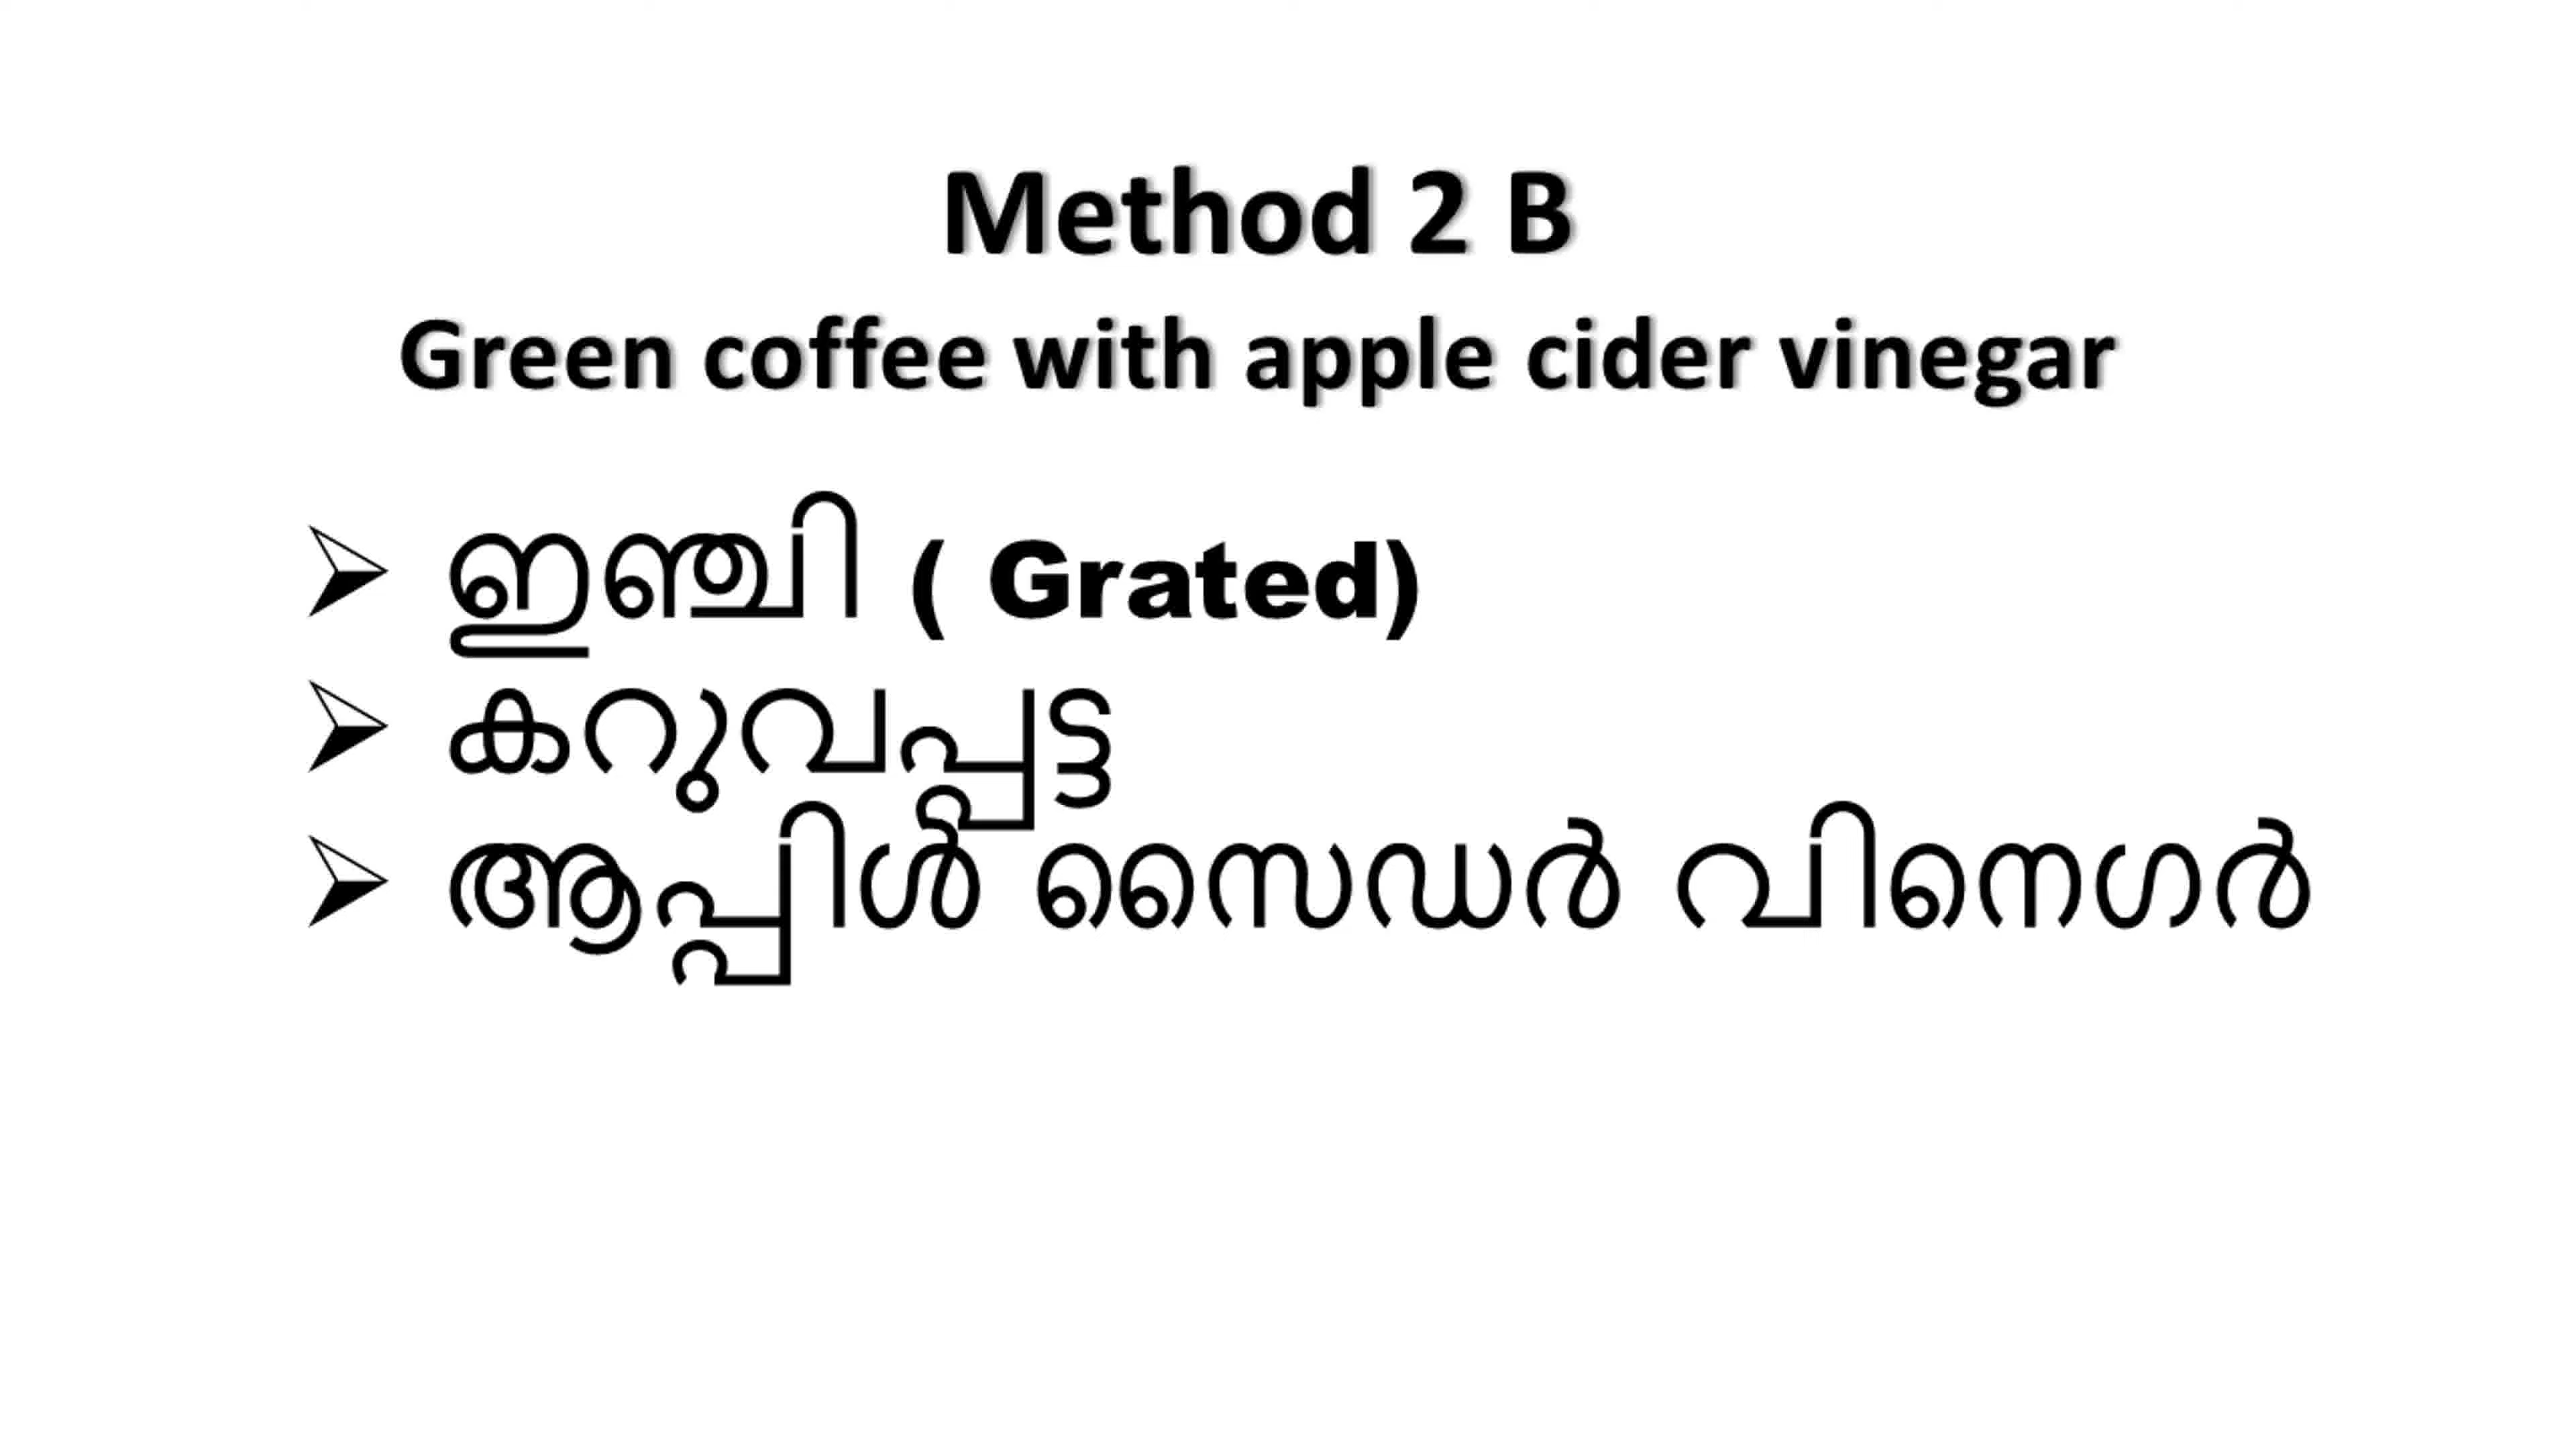 Method 2 B
Green coffee with apple cider vinegar
➢ ഇഞ്ചി ( Grated)
➢ കറുവപ്പട്ട
➢ ആപ്പിൾ സൈഡർ വിനെഗർ